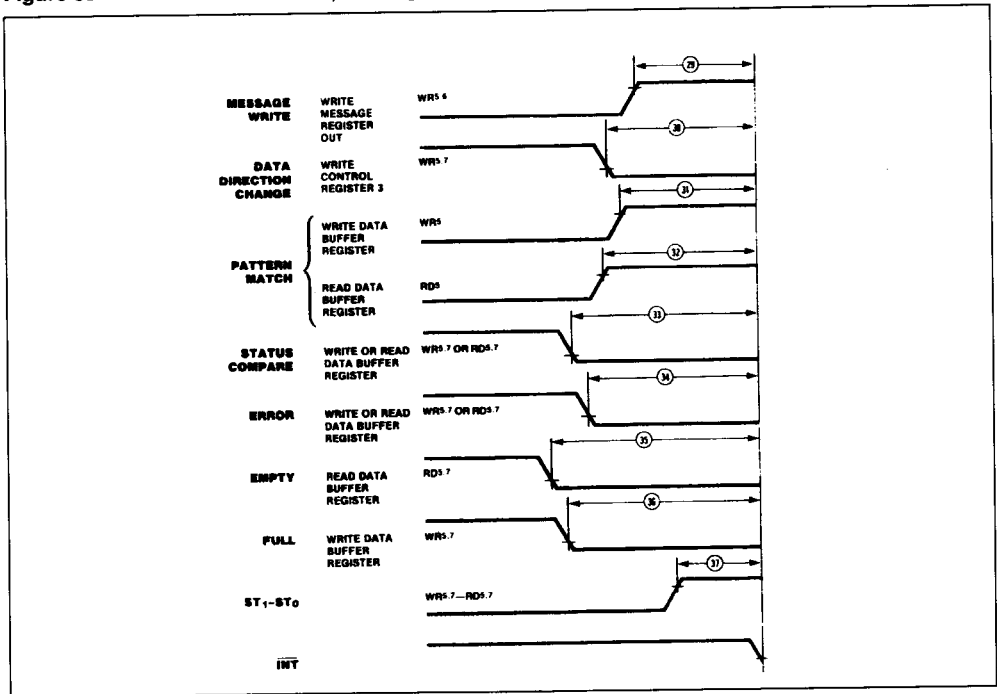 Figure
29
MESSAGE WRITE
WRITE MESSAGE REGISTER OUT
WR5.6
30
DATA DIRECTION CHANGE
WRITE CONTROL REGISTER 3
WR5.7
31
PATTERN MATCH
WRITE DATA BUFFER REGISTER
WR5
32
READ DATA BUFFER REGISTER
RD5
33
STATUS COMPARE
WRITE OR READ DATA BUFFER REGISTER
WR5.7 OR RD5.7
34
ERROR
WRITE OR READ DATA BUFFER REGISTER
WR5.7 OR RD5.7
35
EMPTY
READ DATA BUFFER REGISTER
RD5.7
36
FULL
WRITE DATA BUFFER REGISTER
WR5.7
37
ST1-ST0
WR5.7—RD5.7
INT